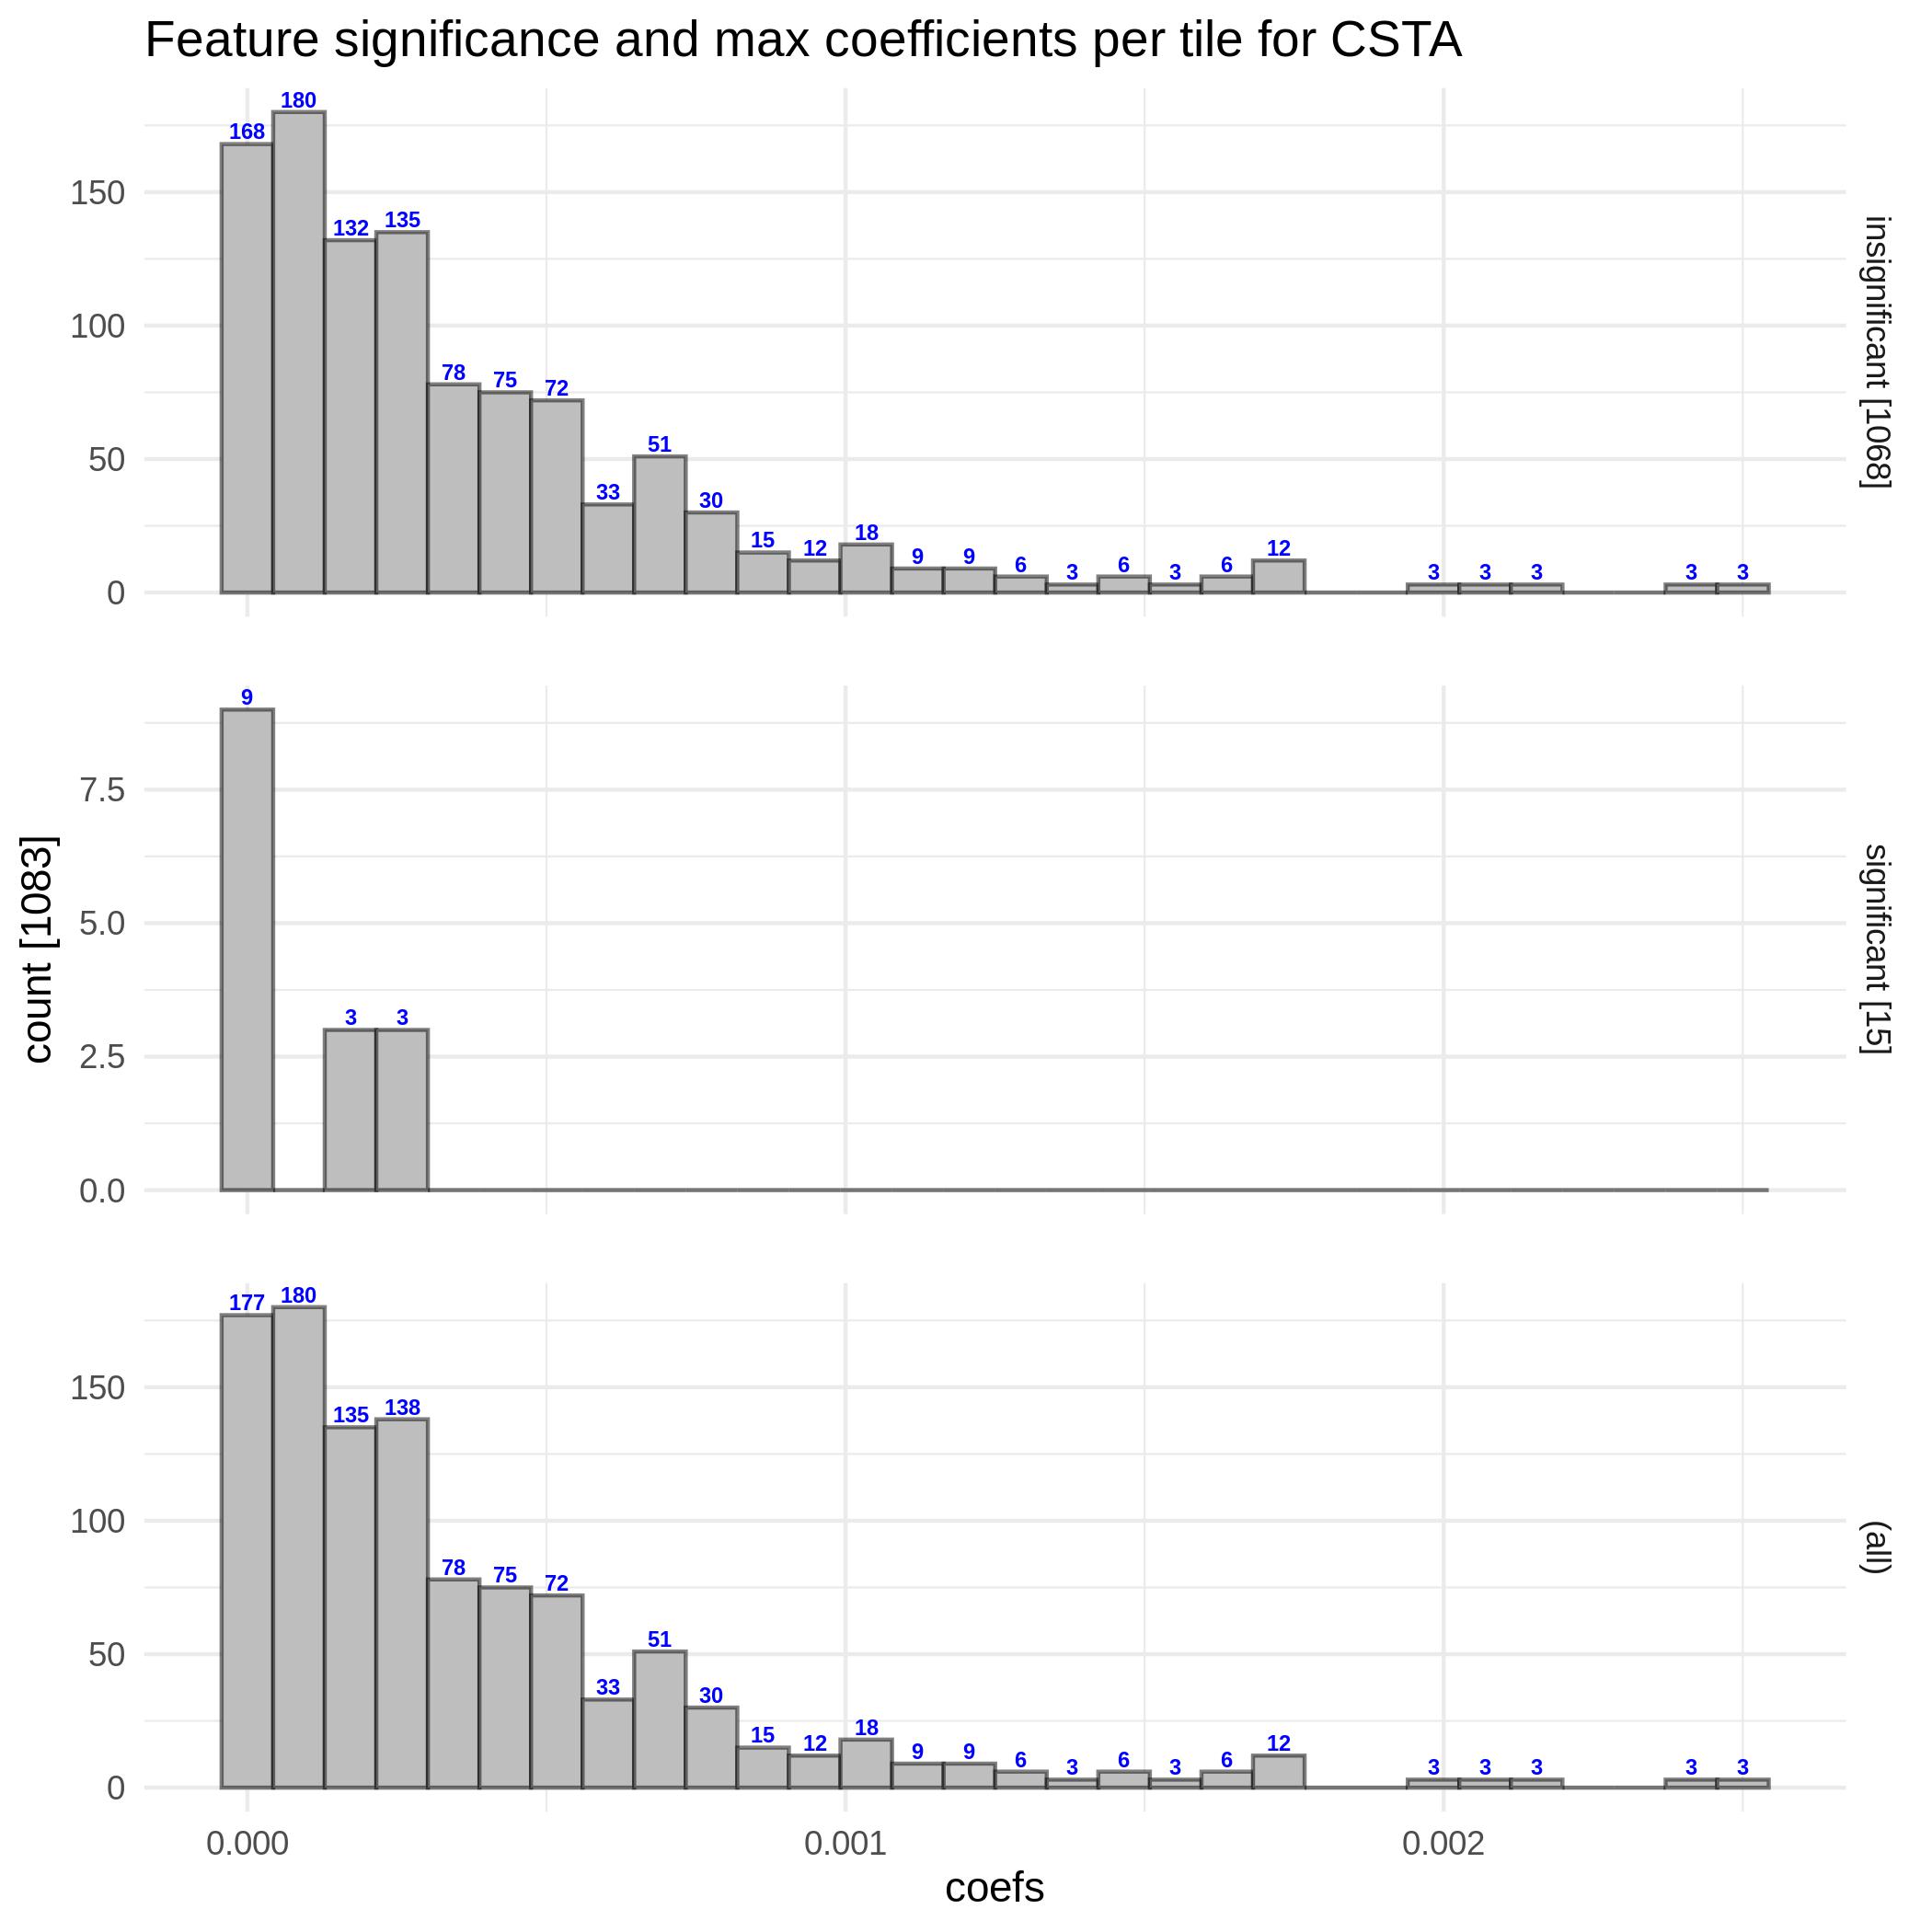 Feature significance and max coefficients per tile for CSTA
168 180 132 135 78 75 72 33 51 30 15 12 18 9 9 6 3 6 3 6 12 3 3 3 3 3
150
100
50
0
insignificant [1068]
count [1083]
9 3 3
7.5
5.0
2.5
0.0
significant [15]
177 180 135 138 78 75 72 33 51 30 15 12 18 9 9 6 3 6 3 6 12 3 3 3 3 3
150
100
50
0
(all)
0.000 0.001 0.002
coefs